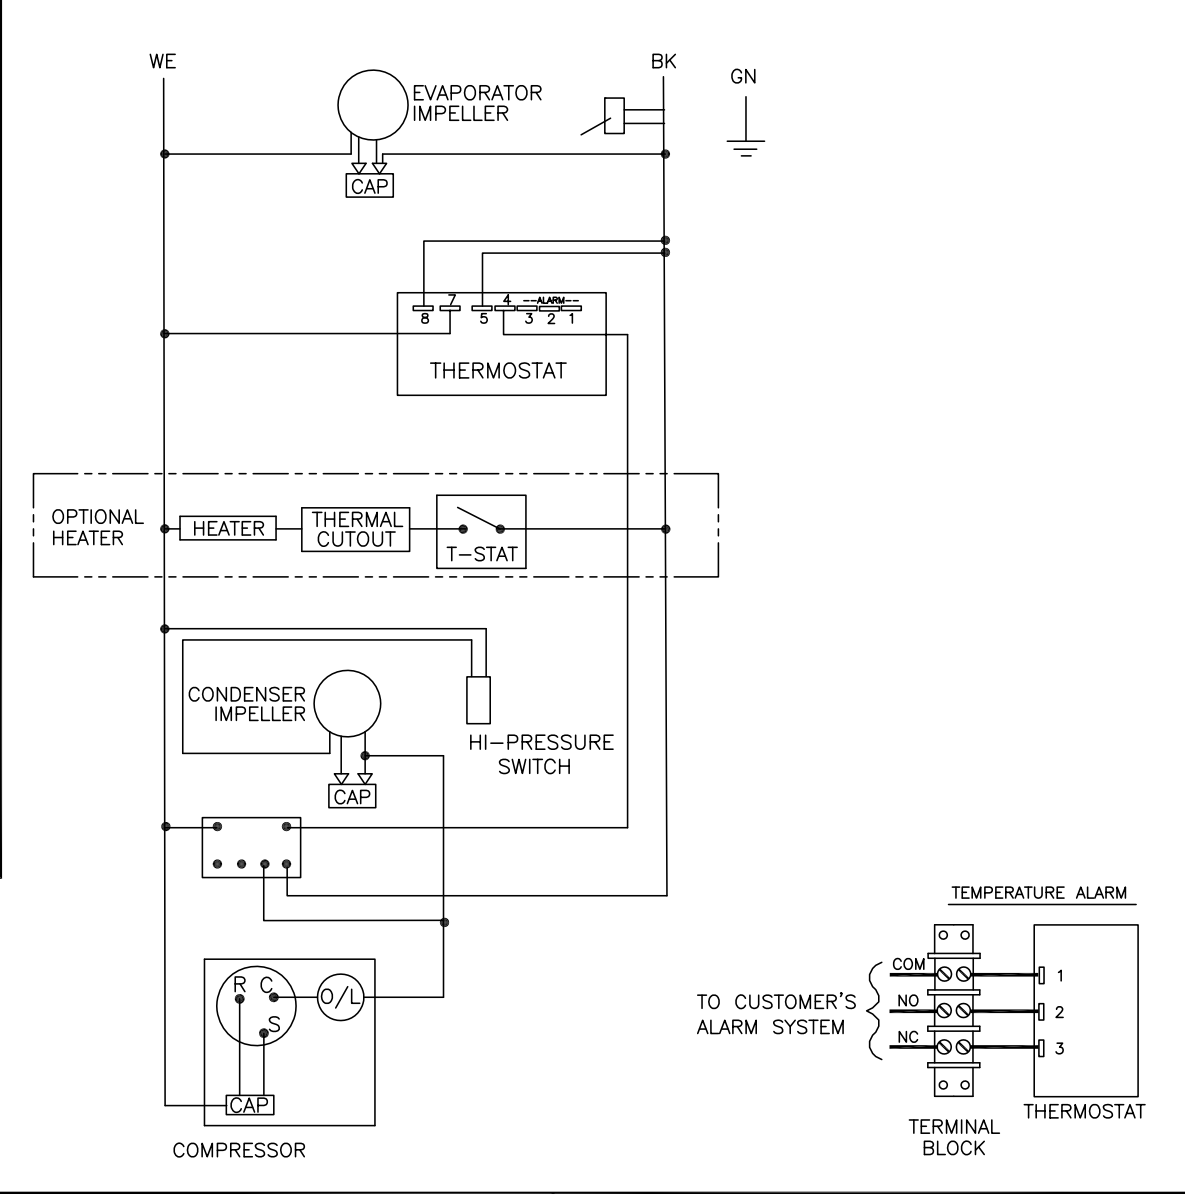 WE
BK
GN
EVAPORATOR
IMPELLER
CAP
7
4
--ALARM--
8
5
3
2
1
THERMOSTAT
OPTIONAL
HEATER
HEATER
THERMAL
CUTOUT
T-STAT
CONDENSER
IMPELLER
HI-PRESSURE
SWITCH
CAP
R
C
S
O/L
CAP
COMPRESSOR
TEMPERATURE ALARM
COM
NO
NC
1
2
3
TO CUSTOMER'S
ALARM SYSTEM
TERMINAL
BLOCK
THERMOSTAT